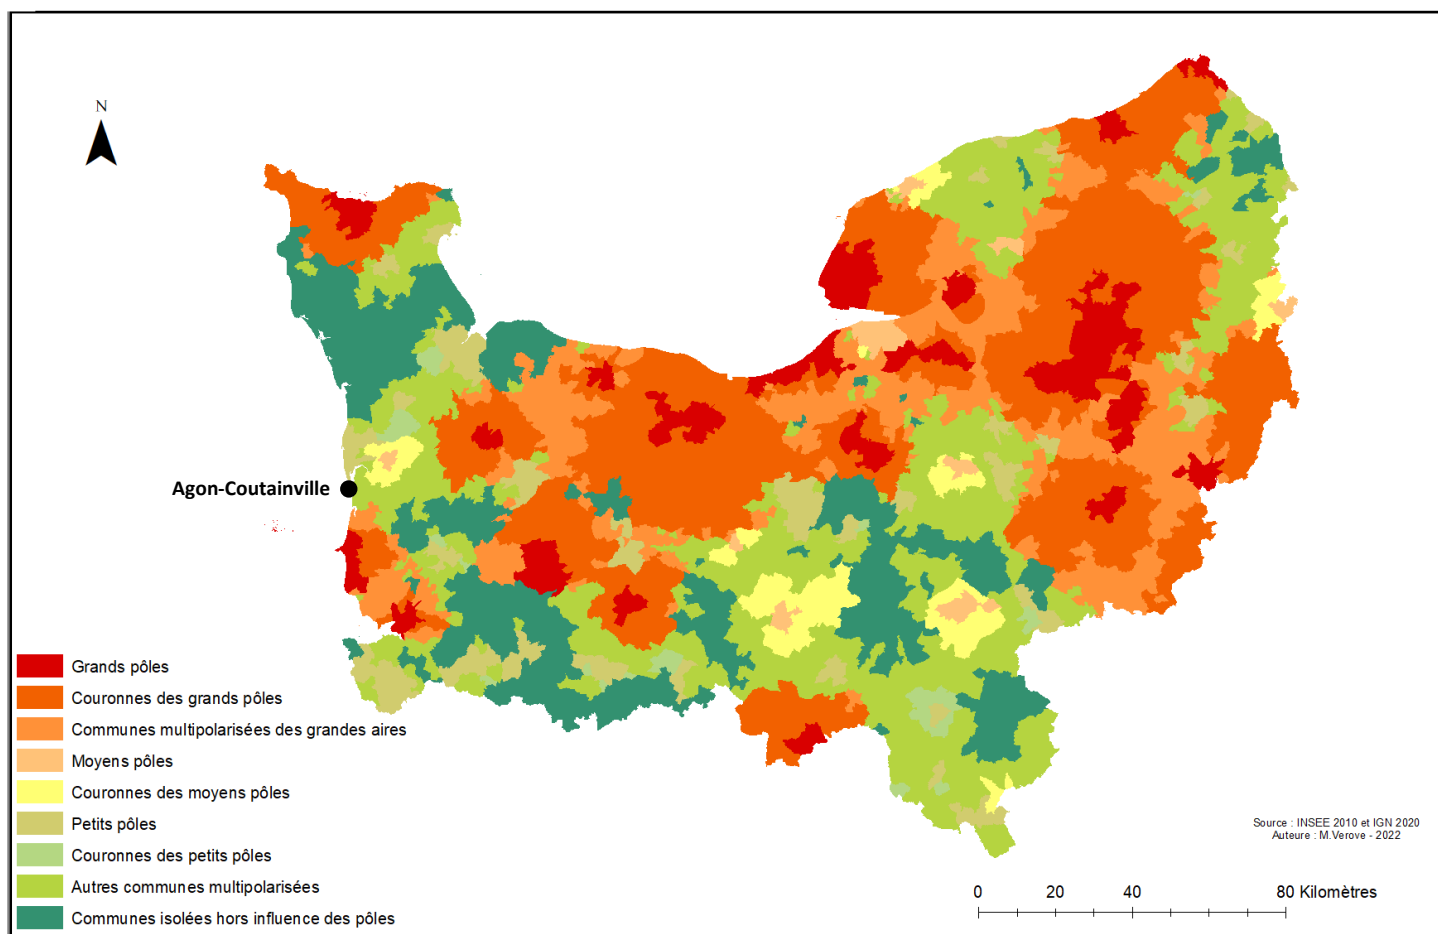 N
Agon-Coutainville
Grands pôles
Couronnes des grands pôles
Communes multipolarisées des grandes aires
Moyens pôles
Couronnes des moyens pôles
Petits pôles
Couronnes des petits pôles
Autres communes multipolarisées
Communes isolées hors influence des pôles
Source : INSEE 2010 et IGN 2020
Auteure : M.Verove - 2022
0 20 40 80 Kilomètres